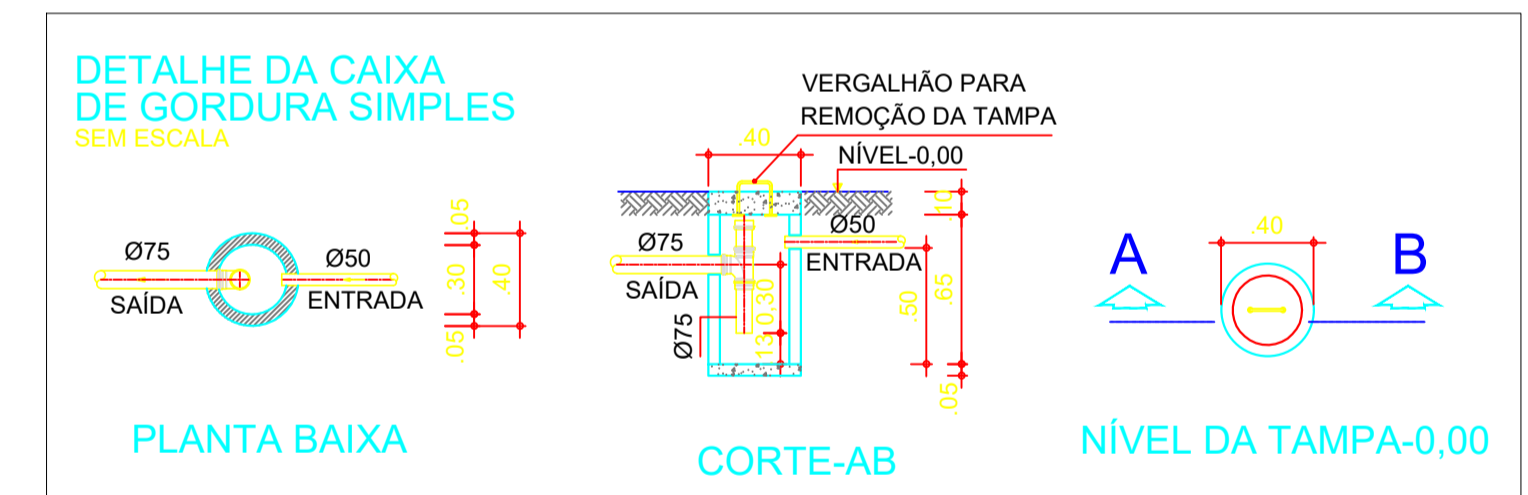 DETALHE DA CAIXA
DE GORDURA SIMPLES
SEM ESCALA
Ø75
SAÍDA
Ø50
ENTRADA
.05
.30
.40
.05
PLANTA BAIXA
VERGALHÃO PARA
REMOÇÃO DA TAMPA
.40
NÍVEL-0,00
Ø75
SAÍDA
Ø50
ENTRADA
Ø75
0,30
13
.10
.50
.65
.05
CORTE-AB
A
.40
B
NÍVEL DA TAMPA-0,00